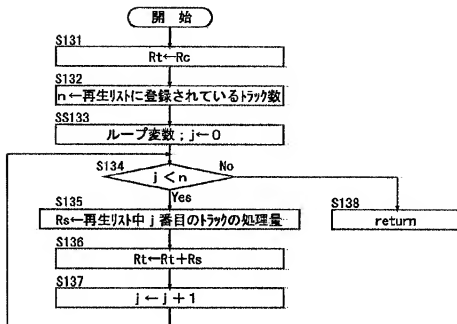 開 始
S131
Rt←Rc
S132
n←再生リストに登録されているトラック数
SS133
ループ変数；j←0
S134
j＜n
No
Yes
S135
Rs←再生リスト中 j 番目のトラックの処理量
S138
return
S136
Rt←Rt+Rs
S137
j←j+1